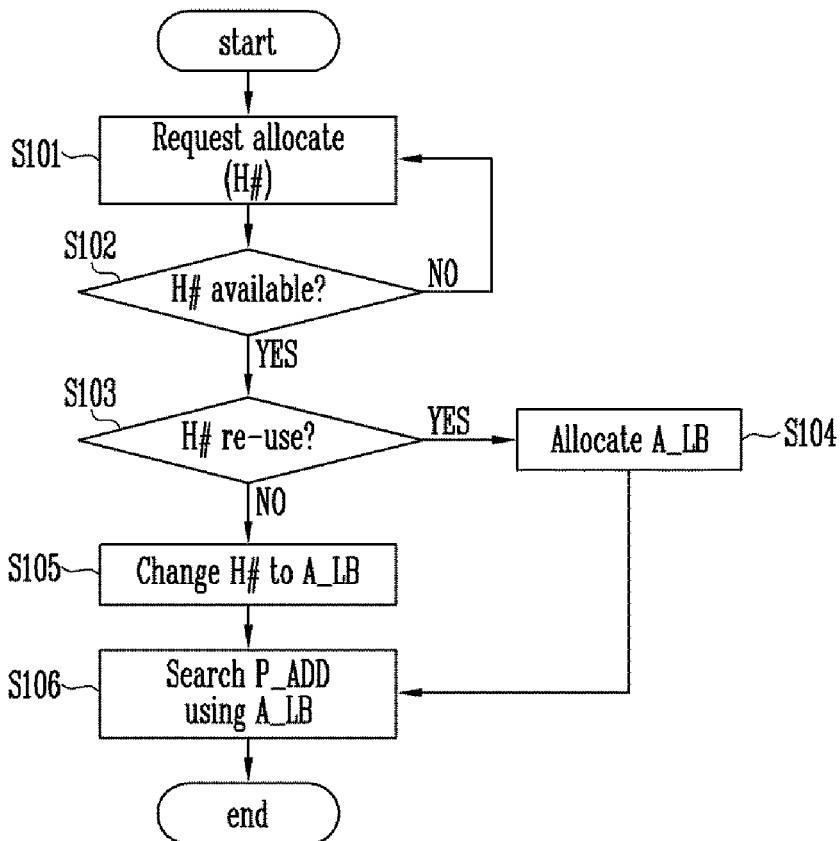 start
S101
Request allocate
(H#)
S102
H# available?
NO
YES
S103
H# re-use?
YES
Allocate A_LB
S104
NO
S105
Change H# to A_LB
S106
Search P_ADD
using A_LB
end